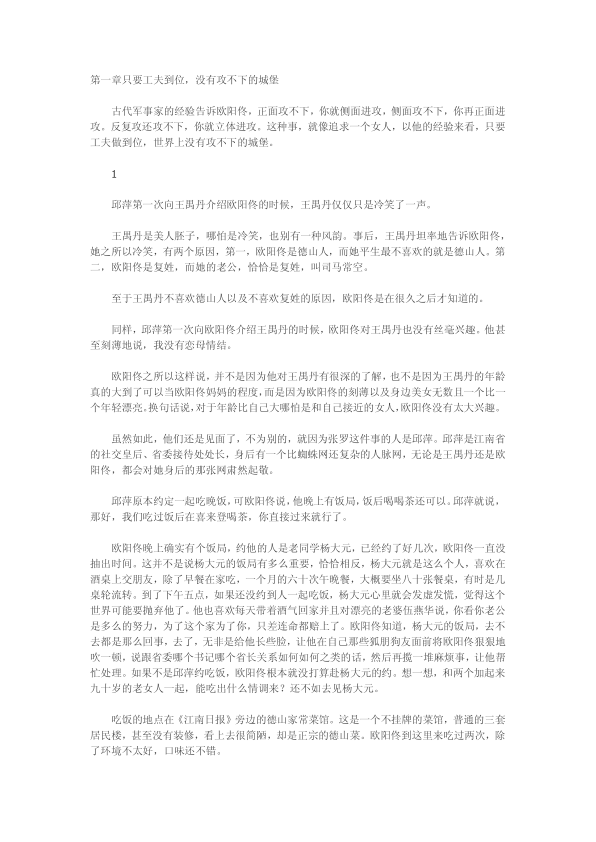 第一章只要工夫到位，没有攻不下的城堡
古代军事家的经验告诉欧阳佟，正面攻不下，你就侧面进攻，侧面攻不下，你再正面进
攻。反复攻还攻不下，你就立体进攻。这种事，就像追求一个女人，以他的经验来看，只要
工夫做到位，世界上没有攻不下的城堡。
1
邱萍第一次向王禺丹介绍欧阳佟的时候，王禺丹仅仅只是冷笑了一声。
王禺丹是美人胚子，哪怕是冷笑，也别有一种风韵。事后，王禺丹坦率地告诉欧阳佟，
她之所以冷笑，有两个原因，第一，欧阳佟是德山人，而她平生最不喜欢的就是德山人。第
二，欧阳佟是复姓，而她的老公，恰恰是复姓，叫司马常空。
至于王禺丹不喜欢德山人以及不喜欢复姓的原因，欧阳佟是在很久之后才知道的。
同样，邱萍第一次向欧阳佟介绍王禺丹的时候，欧阳佟对王禺丹也没有丝毫兴趣。他甚
至刻薄地说，我没有恋母情结。
欧阳佟之所以这样说，并不是因为他对王禺丹有很深的了解，也不是因为王禺丹的年龄
真的大到了可以当欧阳佟妈妈的程度，而是因为欧阳佟的刻薄以及身边美女无数且一个比一
个年轻漂亮。换句话说，对于年龄比自己大哪怕是和自己接近的女人，欧阳佟没有太大兴趣。
虽然如此，他们还是见面了，不为别的，就因为张罗这件事的人是邱萍。邱萍是江南省
的社交皇后、省委接待处处长，身后有一个比蜘蛛网还复杂的人脉网，无论是王禺丹还是欧
阳佟，都会对她身后的那张网肃然起敬。
邱萍原本约定一起吃晚饭，可欧阳佟说，他晚上有饭局，饭后喝喝茶还可以。邱萍就说，
那好，我们吃过饭后在喜来登喝茶，你直接过来就行了。
欧阳佟晚上确实有个饭局，约他的人是老同学杨大元，已经约了好几次，欧阳佟一直没
抽出时间。这并不是说杨大元的饭局有多么重要，恰恰相反，杨大元就是这么个人，喜欢在
酒桌上交朋友，除了早餐在家吃，一个月的六十次午晚餐，大概要坐八十张餐桌，有时是几
桌轮流转。到了下午五点，如果还没约到人一起吃饭，杨大元心里就会发虚发慌，觉得这个
世界可能要抛弃他了。他也喜欢每天带着酒气回家并且对漂亮的老婆伍燕华说，你看你老公
是多么的努力，为了这个家为了你，只差连命都赔上了。欧阳佟知道，杨大元的饭局，去不
去都是那么回事，去了，无非是给他长些脸，让他在自己那些狐朋狗友面前将欧阳佟狠狠地
吹一顿，说跟省委哪个书记哪个省长关系如何如何之类的话，然后再揽一堆麻烦事，让他帮
忙处理。如果不是邱萍约吃饭，欧阳佟根本就没打算赴杨大元的约。想一想，和两个加起来
九十岁的老女人一起，能吃出什么情调来？还不如去见杨大元。
吃饭的地点在《江南日报》旁边的德山家常菜馆。这是一个不挂牌的菜馆，普通的三套
居民楼，甚至没有装修，看上去很简陋，却是正宗的德山菜。欧阳佟到这里来吃过两次，除
了环境不太好，口味还不错。